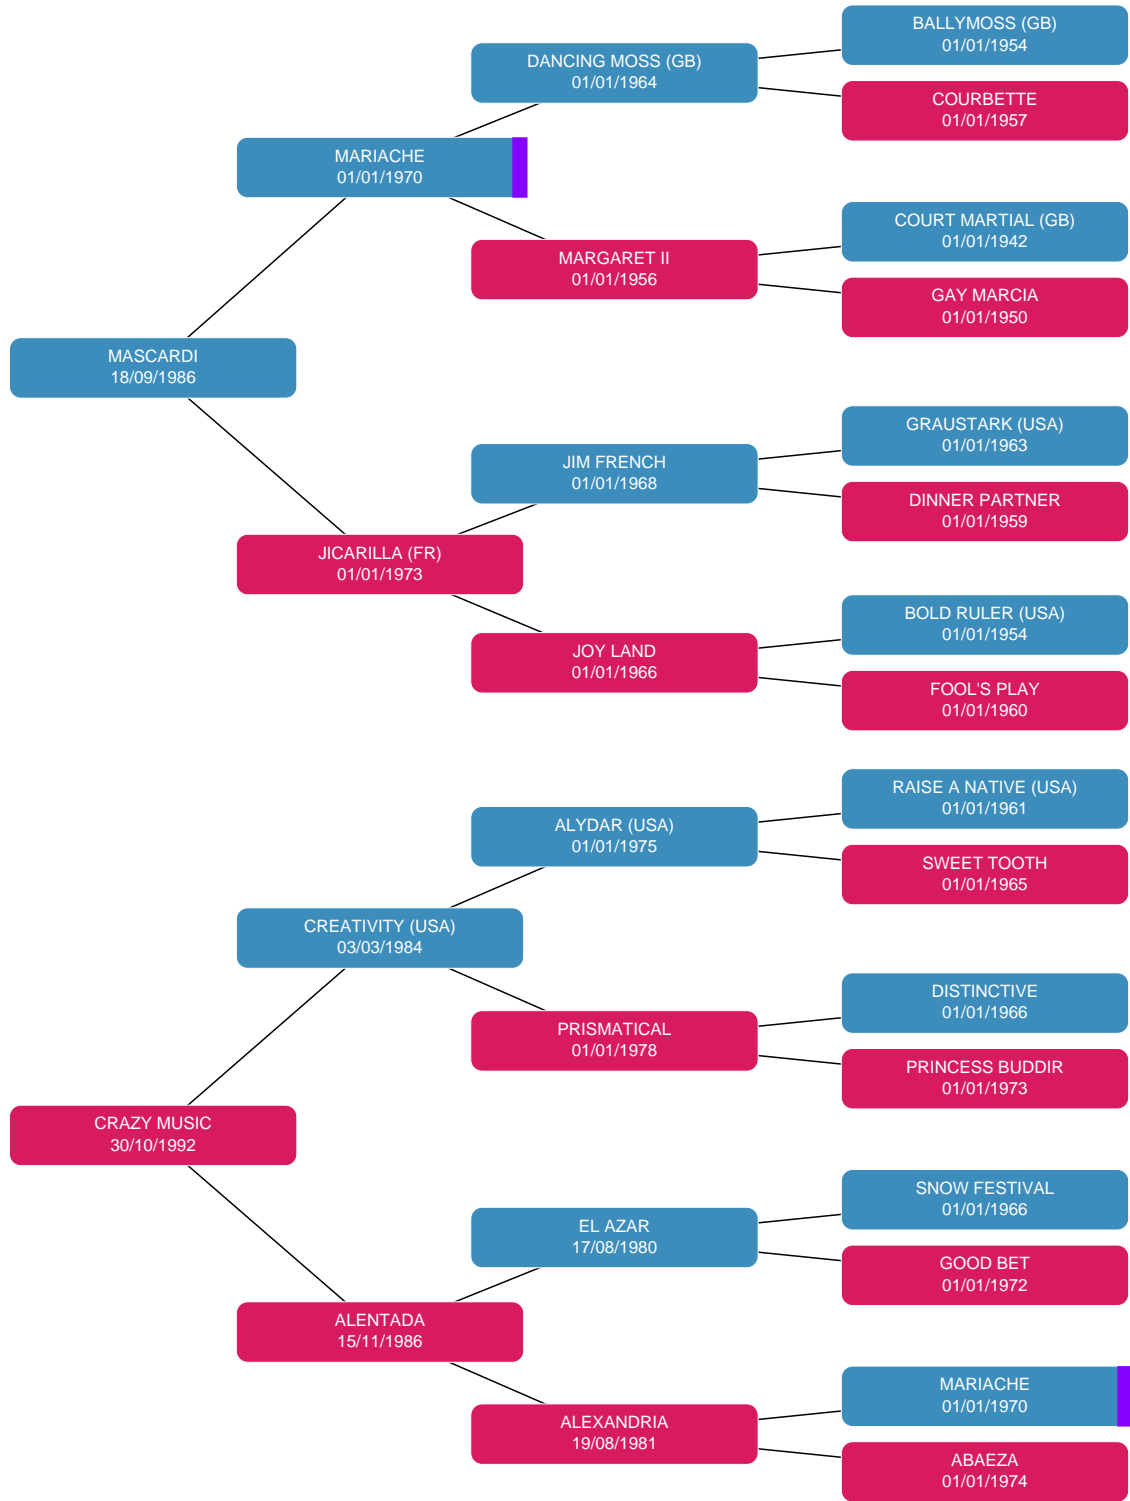 BALLYMOSS (GB)
01/01/1954
DANCING MOSS (GB)
01/01/1964
COURBETTE
01/01/1957
MARIACHE
01/01/1970
COURT MARTIAL (GB)
01/01/1942
MARGARET II
01/01/1956
GAY MARCIA
01/01/1950
MASCARDI
18/09/1986
GRAUSTARK (USA)
01/01/1963
JIM FRENCH
01/01/1968
DINNER PARTNER
01/01/1959
JICARILLA (FR)
01/01/1973
BOLD RULER (USA)
01/01/1954
JOY LAND
01/01/1966
FOOL'S PLAY
01/01/1960
RAISE A NATIVE (USA)
01/01/1961
ALYDAR (USA)
01/01/1975
SWEET TOOTH
01/01/1965
CREATIVITY (USA)
03/03/1984
DISTINCTIVE
01/01/1966
PRISMATICAL
01/01/1978
PRINCESS BUDDIR
01/01/1973
CRAZY MUSIC
30/10/1992
SNOW FESTIVAL
01/01/1966
EL AZAR
17/08/1980
GOOD BET
01/01/1972
ALENTADA
15/11/1986
MARIACHE
01/01/1970
ALEXANDRIA
19/08/1981
ABAEZA
01/01/1974